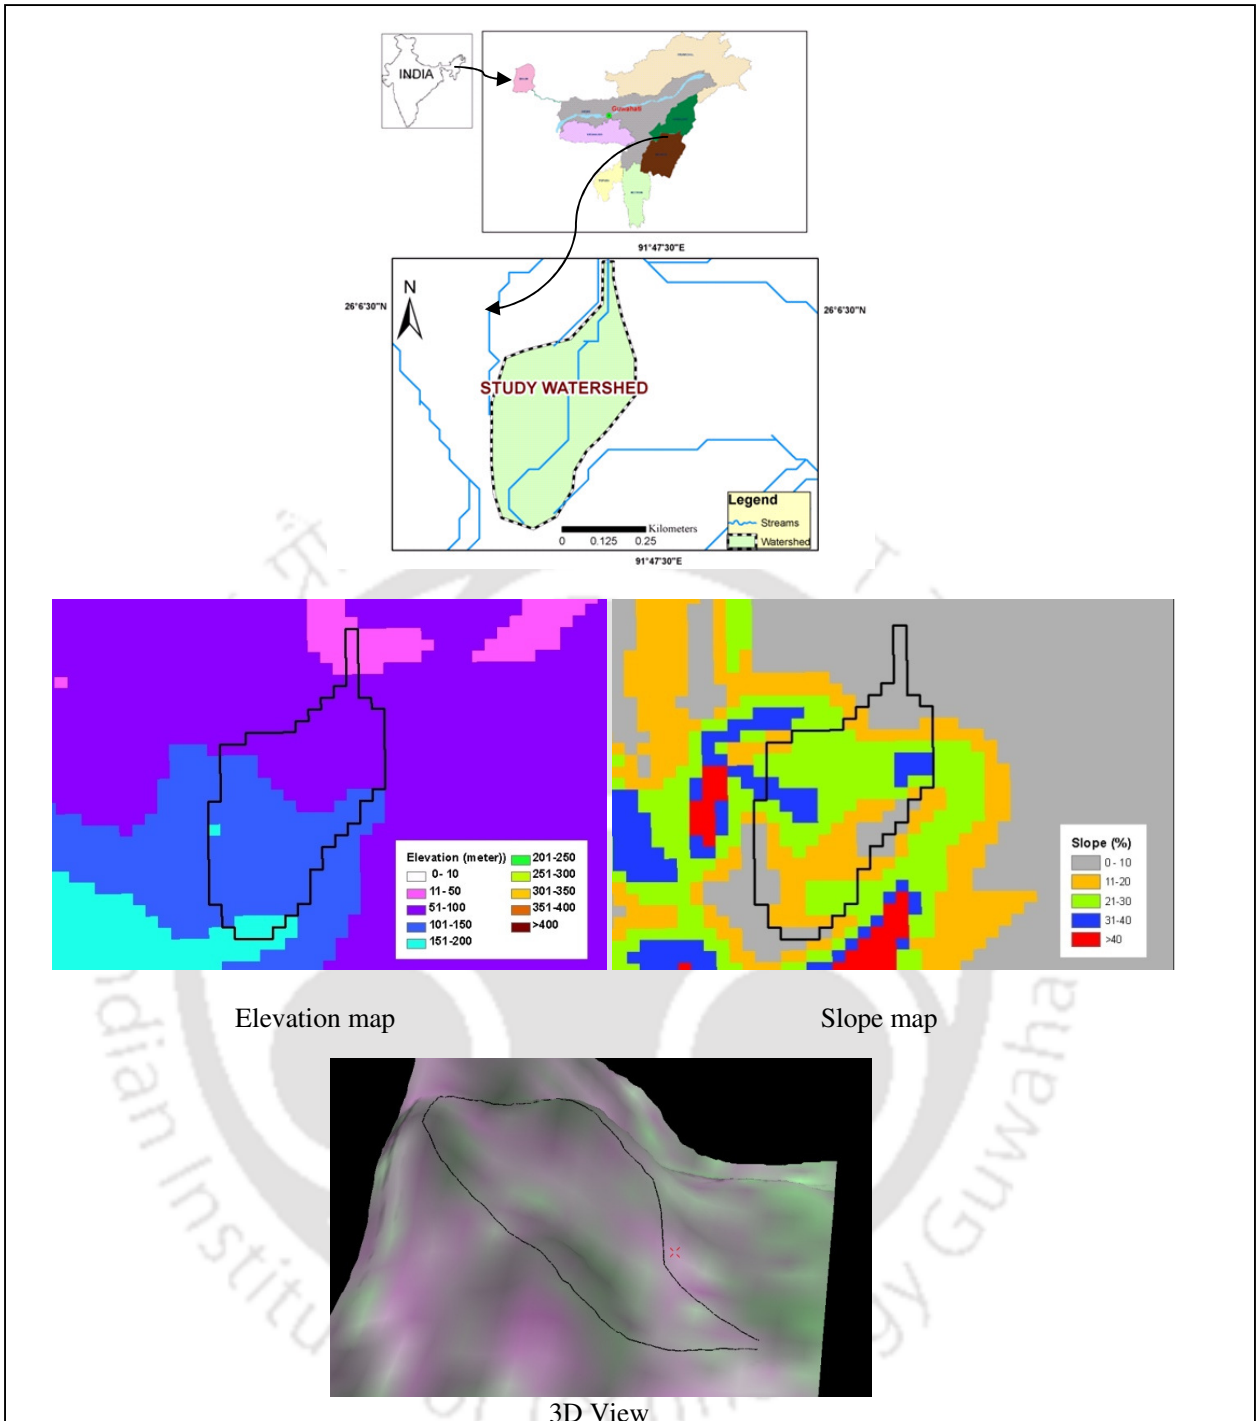 INDIA
Guwahati
91°47'30"E
N
26°6'30"N
26°6'30"N
STUDY WATERSHED
Legend
Streams
Watershed
Kilometers
0 0.125 0.25
91°47'30"E
Elevation (meter))
0- 10
11- 50
51-100
101-150
151-200
201-250
251-300
301-350
351-400
>400
Slope (%)
0 - 10
11-20
21-30
31-40
>40
Elevation map
Slope map
3D View